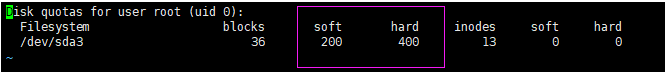 Disk quotas for user root (uid 0):
  Filesystem                   blocks       soft       hard     inodes     soft     hard
  /dev/sda3                        36        200        400         13        0        0
~